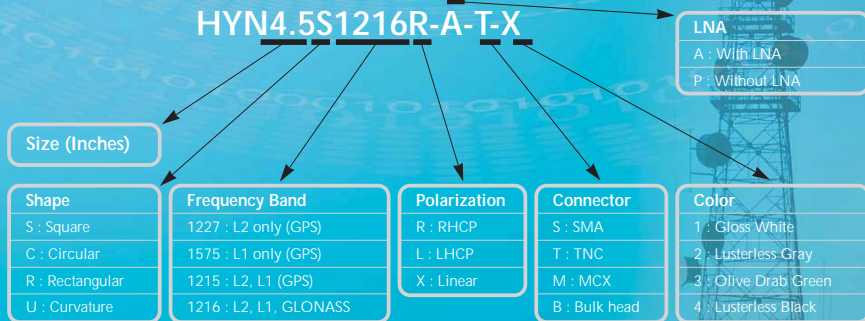 HYN4.5S1216R-A-T-X
LNA
A : With LNA
P : Without LNA
Size (Inches)
Shape
S : Square
C : Circular
R : Rectangular
U : Curvature
Frequency Band
1227 : L2 only (GPS)
1575 : L1 only (GPS)
1215 : L2, L1 (GPS)
1216 : L2, L1, GLONASS
Polarization
R : RHCP
L : LHCP
X : Linear
Connector
S : SMA
T : TNC
M : MCX
B : Bulk head
Color
1 : Gloss White
2 : Lusterless Gray
3 : Olive Drab Green
4 : Lusterless Black